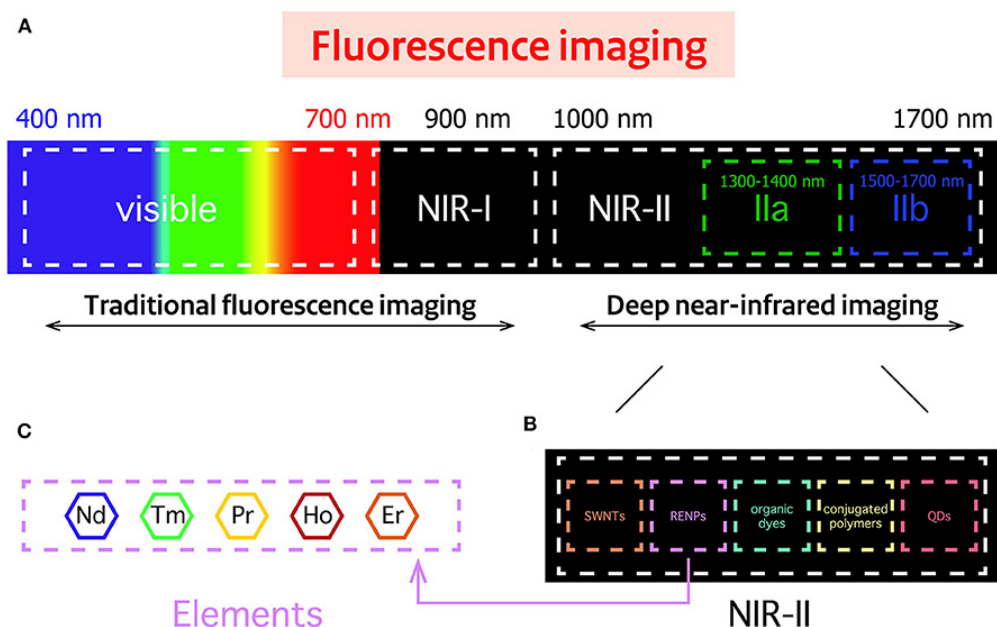 A
Fluorescence imaging
400 nm 700 nm 900 nm 1000 nm 1700 nm
visible NIR-I NIR-II
1300-1400 nm
IIa
1500-1700 nm
IIb
Traditional fluorescence imaging
Deep near-infrared imaging
C
Nd Tm Pr Ho Er
Elements
B
SWNTs
RENPs
organic
dyes
conjugated
polymers
QDs
NIR-II